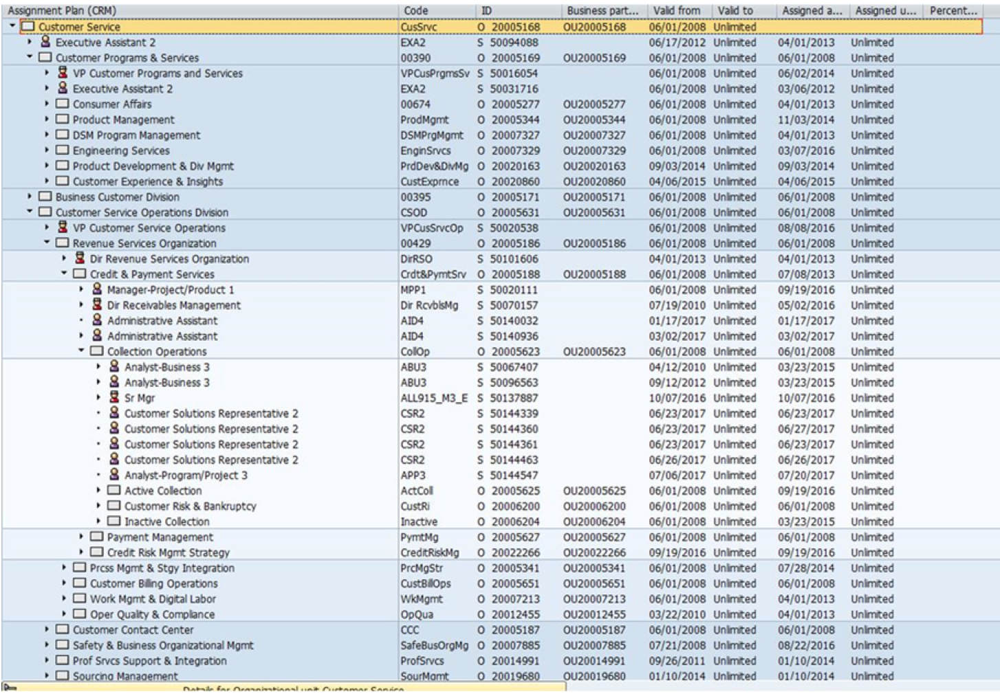 Assignment Plan (CRM) Code ID Business part... Valid from Valid to Assigned a... Assigned u... Percent...
Customer Service CusSrvc O 20005168 OU20005168 06/01/2008 Unlimited
Executive Assistant 2 EXA2 S 50094088 06/17/2012 Unlimited 04/01/2013 Unlimited
Customer Programs & Services 00390 O 20005169 OU20005169 06/01/2008 Unlimited 06/01/2008 Unlimited
VP Customer Programs and Services VPCusPrgmsSv S 50016054 06/01/2008 Unlimited 06/02/2014 Unlimited
Executive Assistant 2 EXA2 S 50031716 06/01/2008 Unlimited 03/06/2012 Unlimited
Consumer Affairs 00674 O 20005277 OU20005277 06/01/2008 Unlimited 04/01/2013 Unlimited
Product Management ProdMgmt O 20005344 OU20005344 06/01/2008 Unlimited 11/03/2014 Unlimited
DSM Program Management DSMPrgMgmt O 20007327 OU20007327 06/01/2008 Unlimited 04/01/2013 Unlimited
Engineering Services EnginSrvcs O 20007329 OU20007329 06/01/2008 Unlimited 03/07/2016 Unlimited
Product Development & Div Mgmt PrdDev&DivMg O 20020163 OU20020163 09/03/2014 Unlimited 09/03/2014 Unlimited
Customer Experience & Insights CustExprnce O 20020860 OU20020860 04/06/2015 Unlimited 04/06/2015 Unlimited
Business Customer Division 00395 O 20005171 OU20005171 06/01/2008 Unlimited 06/01/2008 Unlimited
Customer Service Operations Division CSOD O 20005631 OU20005631 06/01/2008 Unlimited 06/01/2008 Unlimited
VP Customer Service Operations VPCusSrvcOp S 50020538 06/01/2008 Unlimited 08/08/2016 Unlimited
Revenue Services Organization 00429 O 20005186 OU20005186 06/01/2008 Unlimited 06/01/2008 Unlimited
Dir Revenue Services Organization DirRSO S 50101606 04/01/2013 Unlimited 04/01/2013 Unlimited
Credit & Payment Services Crdt&PymtSrv O 20005188 OU20005188 06/01/2008 Unlimited 07/08/2013 Unlimited
Manager-Project/Product 1 MPP1 S 50020111 06/01/2008 Unlimited 09/19/2016 Unlimited
Dir Receivables Management Dir RcvblsMg S 50070157 07/19/2010 Unlimited 05/02/2016 Unlimited
Administrative Assistant AID4 S 50140032 01/17/2017 Unlimited 01/17/2017 Unlimited
Administrative Assistant AID4 S 50140936 03/02/2017 Unlimited 03/02/2017 Unlimited
Collection Operations CollOp O 20005623 OU20005623 06/01/2008 Unlimited 06/01/2008 Unlimited
Analyst-Business 3 ABU3 S 50067407 04/12/2010 Unlimited 03/23/2015 Unlimited
Analyst-Business 3 ABU3 S 50096563 09/12/2012 Unlimited 03/23/2015 Unlimited
Sr Mgr ALL915_M3_E S 50137887 10/07/2016 Unlimited 10/07/2016 Unlimited
Customer Solutions Representative 2 CSR2 S 50144339 06/23/2017 Unlimited 06/23/2017 Unlimited
Customer Solutions Representative 2 CSR2 S 50144360 06/23/2017 Unlimited 06/27/2017 Unlimited
Customer Solutions Representative 2 CSR2 S 50144361 06/23/2017 Unlimited 06/23/2017 Unlimited
Customer Solutions Representative 2 CSR2 S 50144463 06/26/2017 Unlimited 06/26/2017 Unlimited
Analyst-Program/Project 3 APP3 S 50144547 07/06/2017 Unlimited 07/20/2017 Unlimited
Active Collection ActColl O 20005625 OU20005625 06/01/2008 Unlimited 09/19/2016 Unlimited
Customer Risk & Bankruptcy CustRi O 20006200 OU20006200 06/01/2008 Unlimited 06/01/2008 Unlimited
Inactive Collection Inactive O 20006204 OU20006204 06/01/2008 Unlimited 03/23/2015 Unlimited
Payment Management PymtMg O 20005627 OU20005627 06/01/2008 Unlimited 06/01/2008 Unlimited
Credit Risk Mgmt Strategy CreditRiskMg O 20022266 OU20022266 09/19/2016 Unlimited 09/19/2016 Unlimited
Prcss Mgmt & Stgy Integration PrcMgStr O 20005341 OU20005341 06/01/2008 Unlimited 07/28/2014 Unlimited
Customer Billing Operations CustBillOps O 20005651 OU20005651 06/01/2008 Unlimited 06/01/2008 Unlimited
Work Mgmt & Digital Labor WkMgmt O 20007213 OU20007213 06/01/2008 Unlimited 04/01/2013 Unlimited
Oper Quality & Compliance OpQua O 20012455 OU20012455 03/22/2010 Unlimited 04/01/2013 Unlimited
Customer Contact Center CCC O 20005187 OU20005187 06/01/2008 Unlimited 06/01/2008 Unlimited
Safety & Business Organizational Mgmt SafeBusOrgMg O 20007885 OU20007885 07/21/2008 Unlimited 08/22/2016 Unlimited
Prof Srvcs Support & Integration ProfSrvcs O 20014991 OU20014991 09/26/2011 Unlimited 01/10/2014 Unlimited
Sourcing Management SourMgmt O 20019680 OU20019680 01/10/2014 Unlimited 01/10/2014 Unlimited
Details for Organizational unit Customer Service